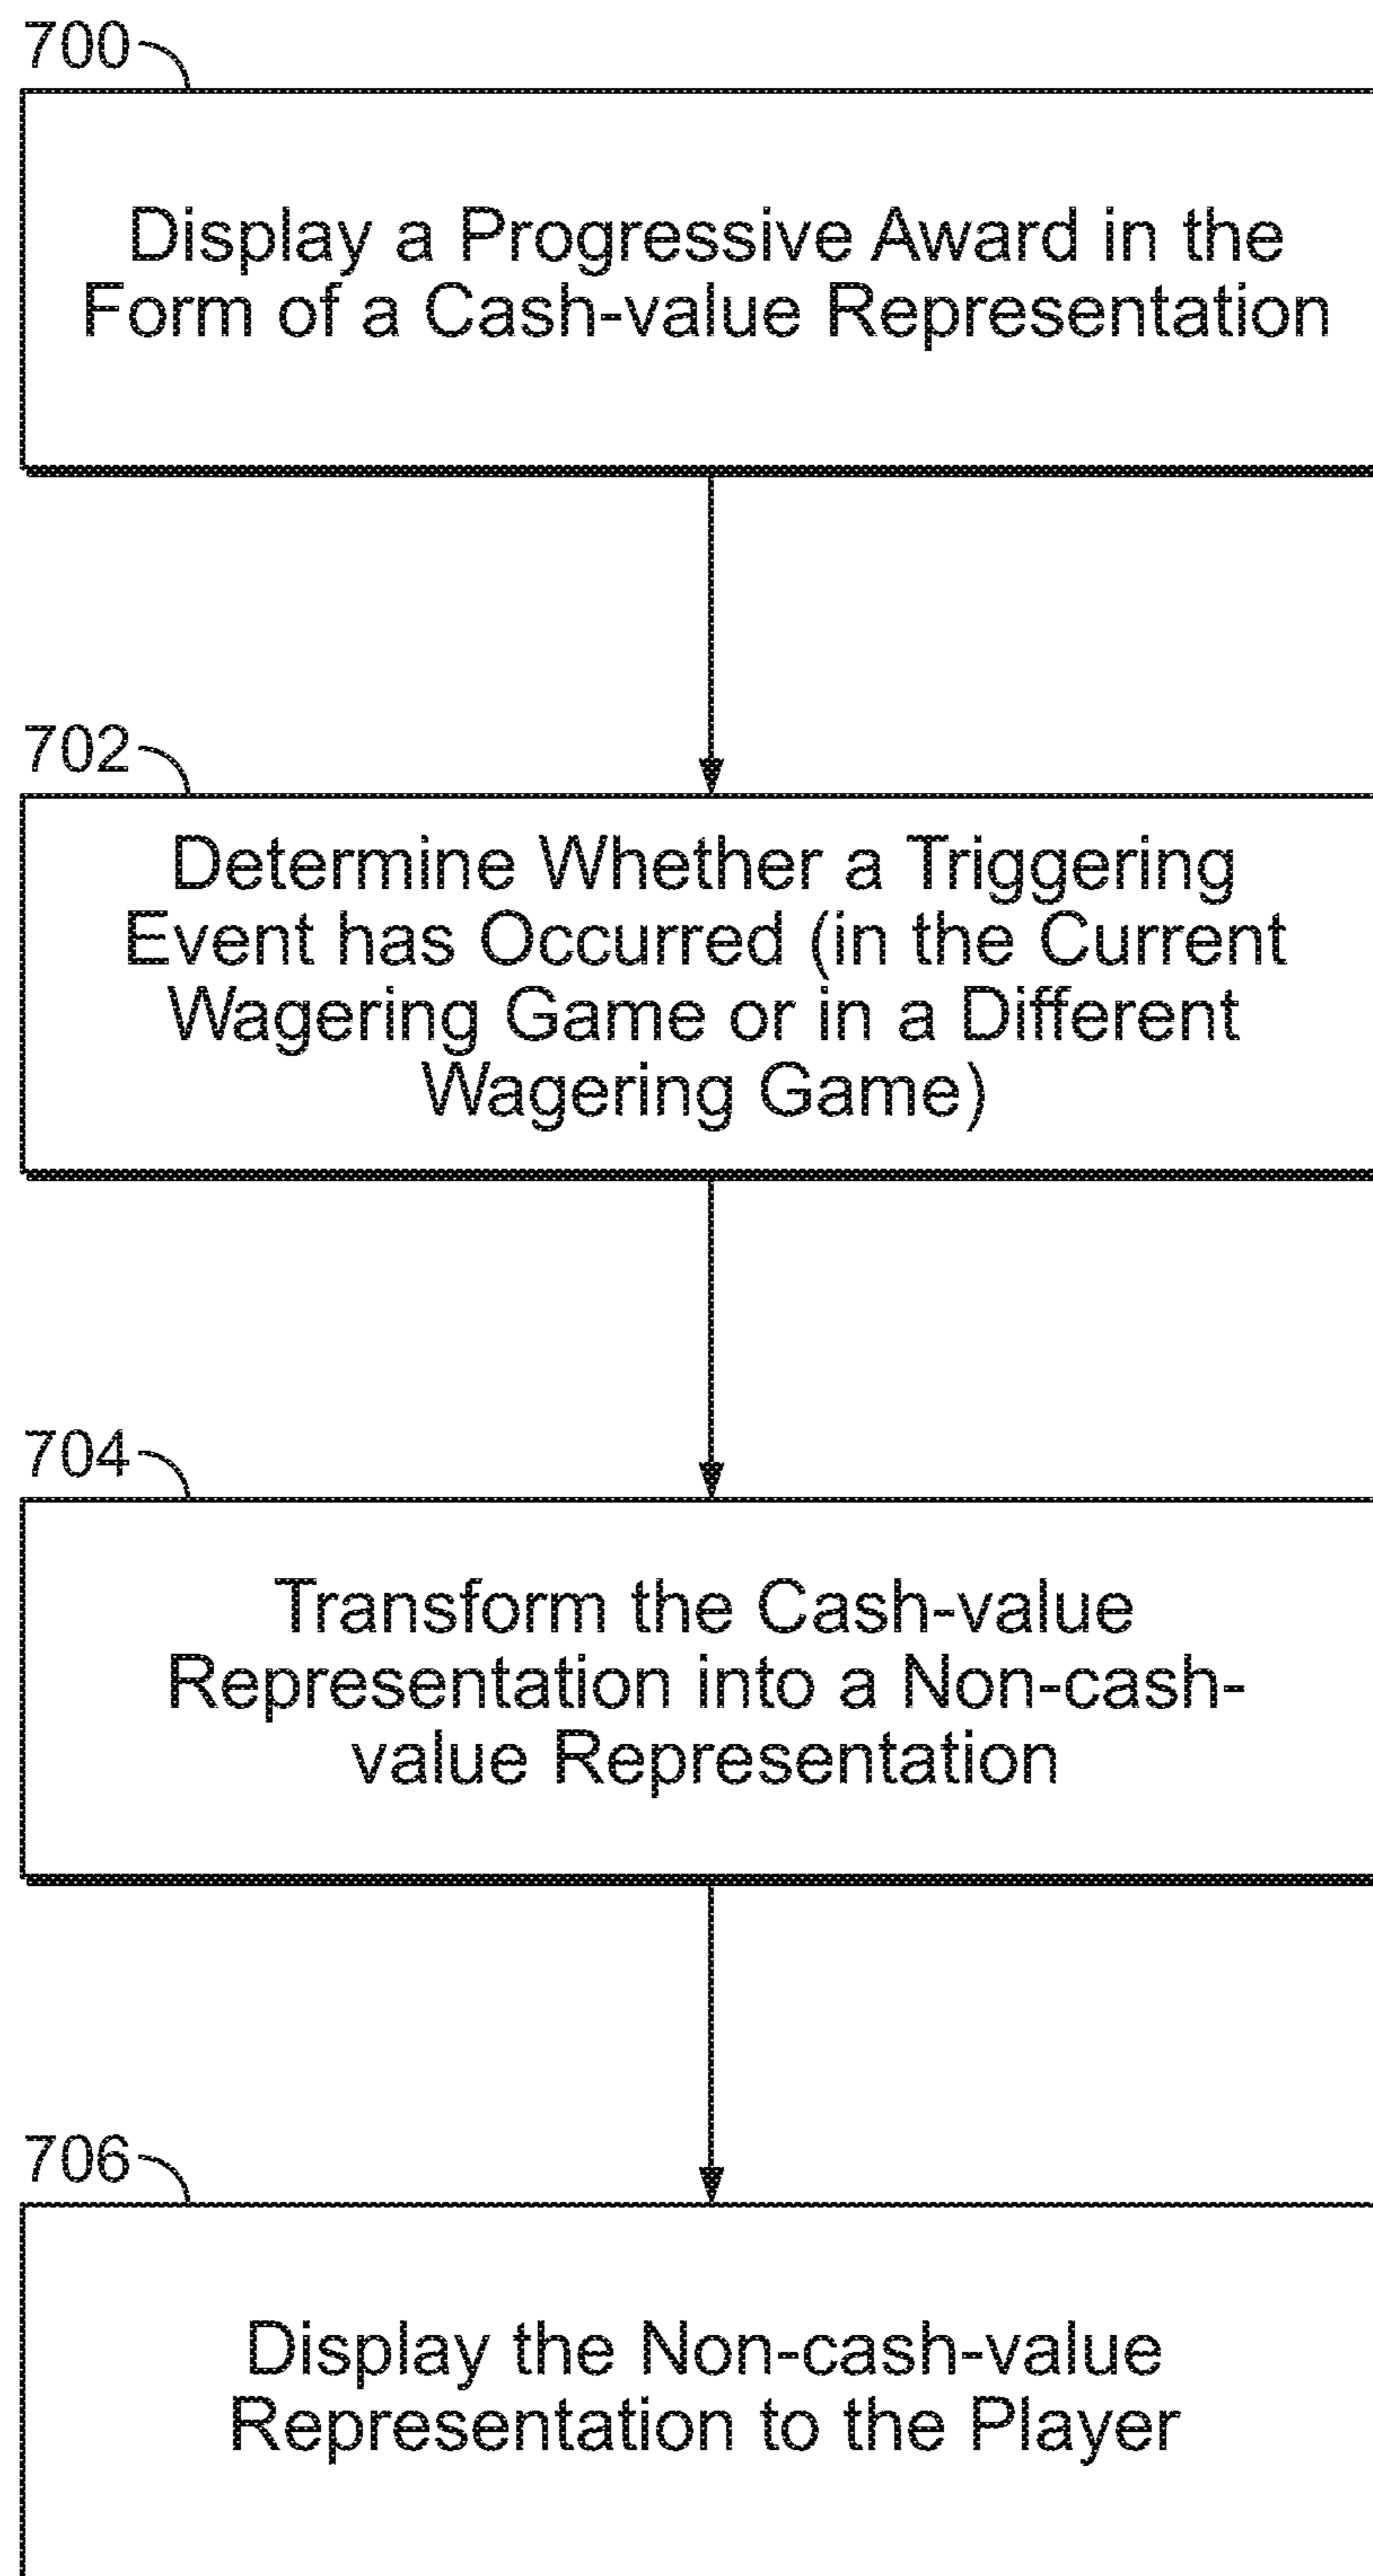 700
Display a Progressive Award in the
Form of a Cash-value Representation
702
Determine Whether a Triggering
Event has Occurred (in the Current
Wagering Game or in a Different
Wagering Game)
704
Transform the Cash-value
Representation into a Non-cash-
value Representation
706
Display the Non-cash-value
Representation to the Player